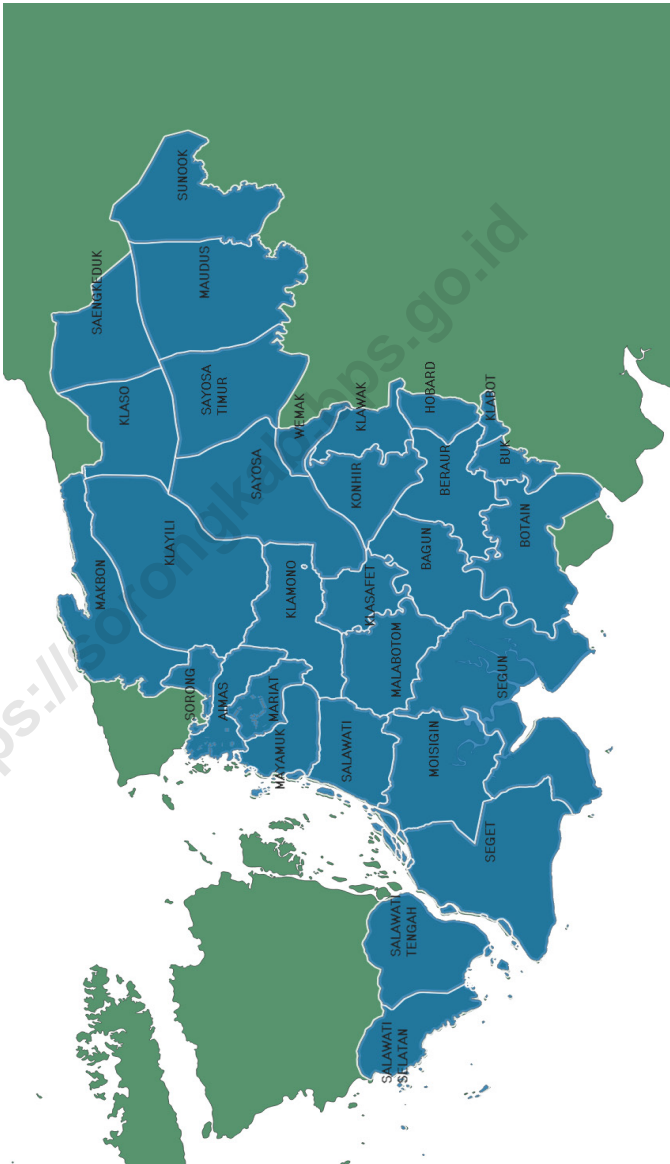 SUNOOK
SAENGKEDUK
MAUDUS
KLASO
SAYOSA
TIMUR
WEMAK
KLAWAK
HOBARD
KLABOT
SAYOSA
KONHIR
BERAUR
BUK
MAKBON
KLAYILI
KLAMONO
KLASAFET
BAGUN
BOTAIN
SORONG
AIMAS
MARIAT
MALABOTOM
SEGUN
MAYAMUK
SALAWATI
MOISIGIN
SEGET
SALAWATI
TENGAH
SALAWATI
SELATAN
ps://sorongkab.bps.go.id